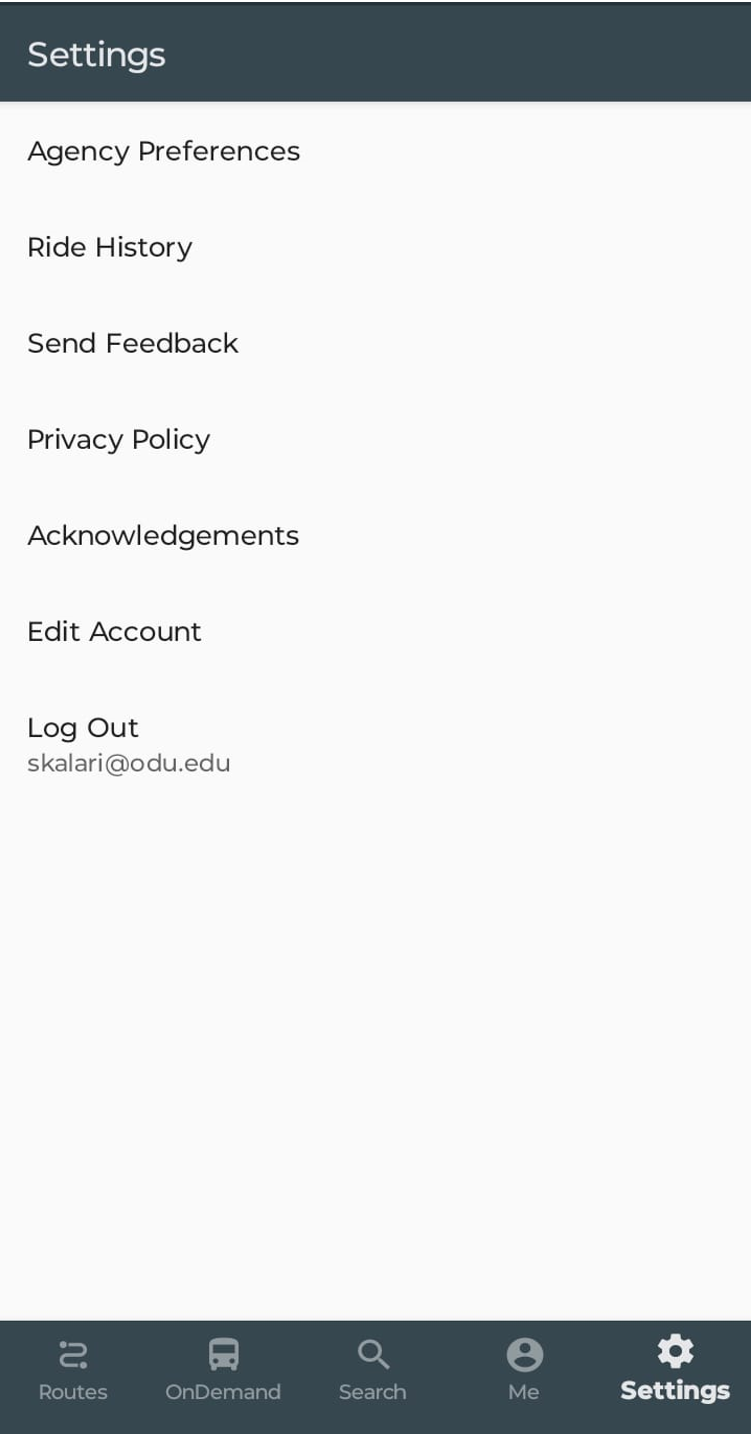 Settings
Agency Preferences
Ride History
Send Feedback
Privacy Policy
Acknowledgements
Edit Account
Log Out
skalari@odu.edu
Routes
OnDemand
Search
Me
Settings